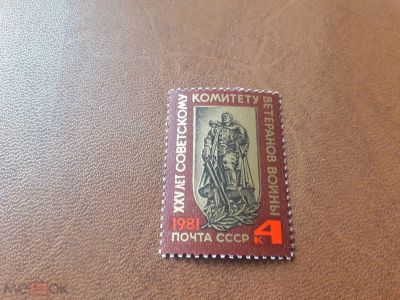 XXV ЛЕТ СОВЕТСКОМУ
КОМИТЕТУ
ВЕТЕРАНОВ ВОЙНЫ
1981
ПОЧТА СССР
4
К